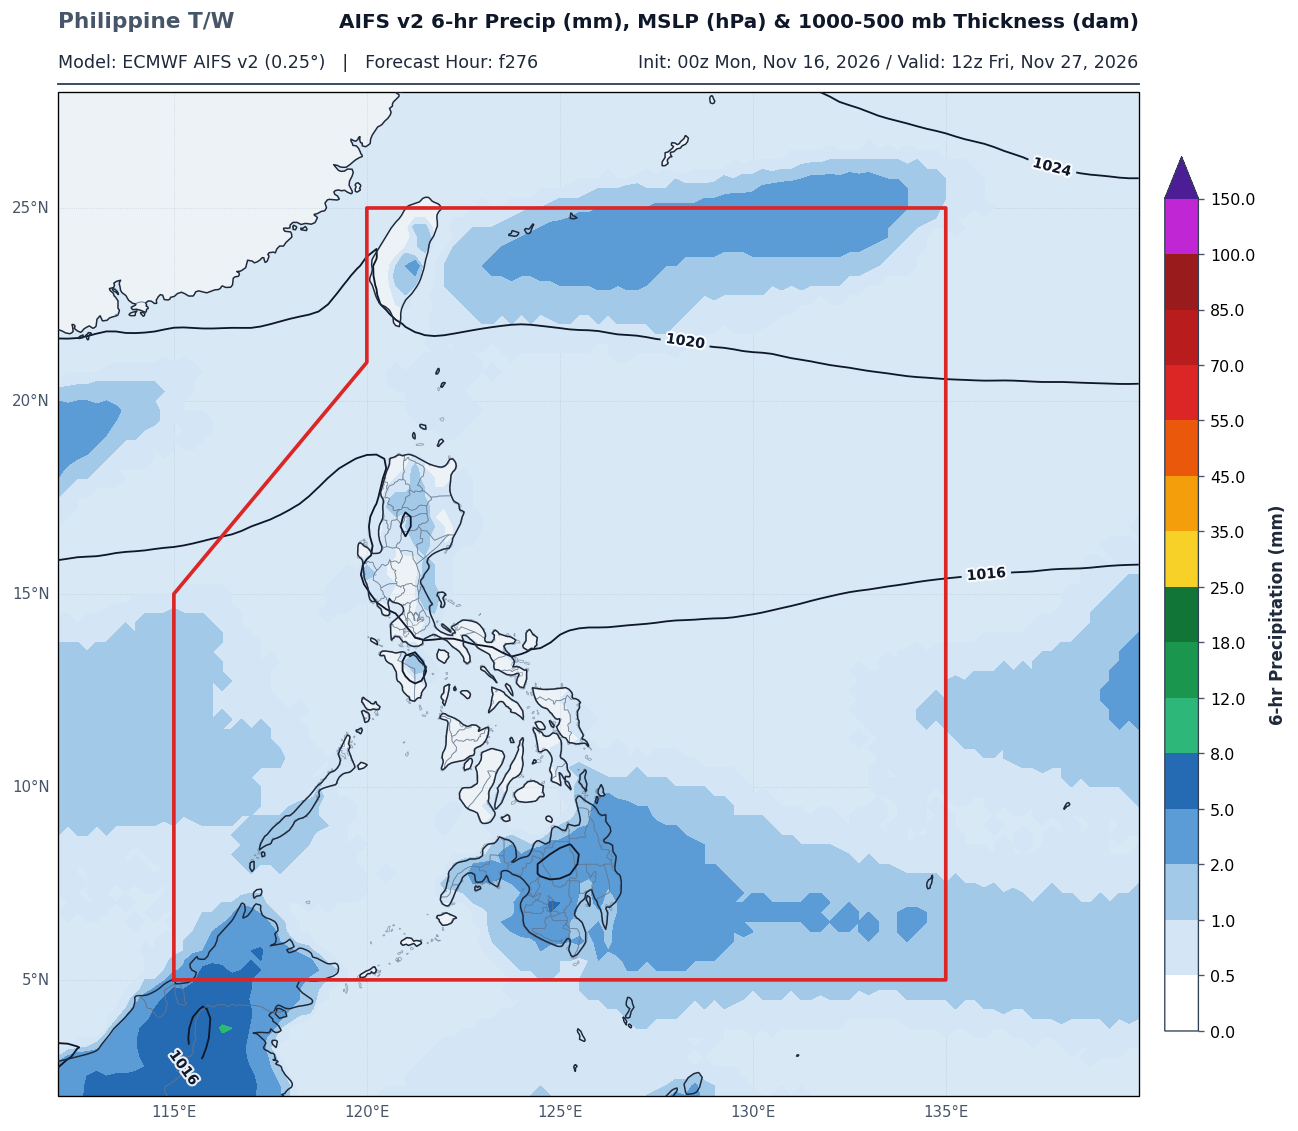 Philippine T/W
AIFS v2 6-hr Precip (mm), MSLP (hPa) & 1000-500 mb Thickness (dam)
Model: ECMWF AIFS v2 (0.25°) | Forecast Hour: f276
Init: 00z Mon, Nov 16, 2026 / Valid: 12z Fri, Nov 27, 2026
1024
1020
1016
1016
25°N
20°N
15°N
10°N
5°N
115°E
120°E
125°E
130°E
135°E
150.0
100.0
85.0
70.0
55.0
45.0
35.0
25.0
18.0
12.0
8.0
5.0
2.0
1.0
0.5
0.0
6-hr Precipitation (mm)